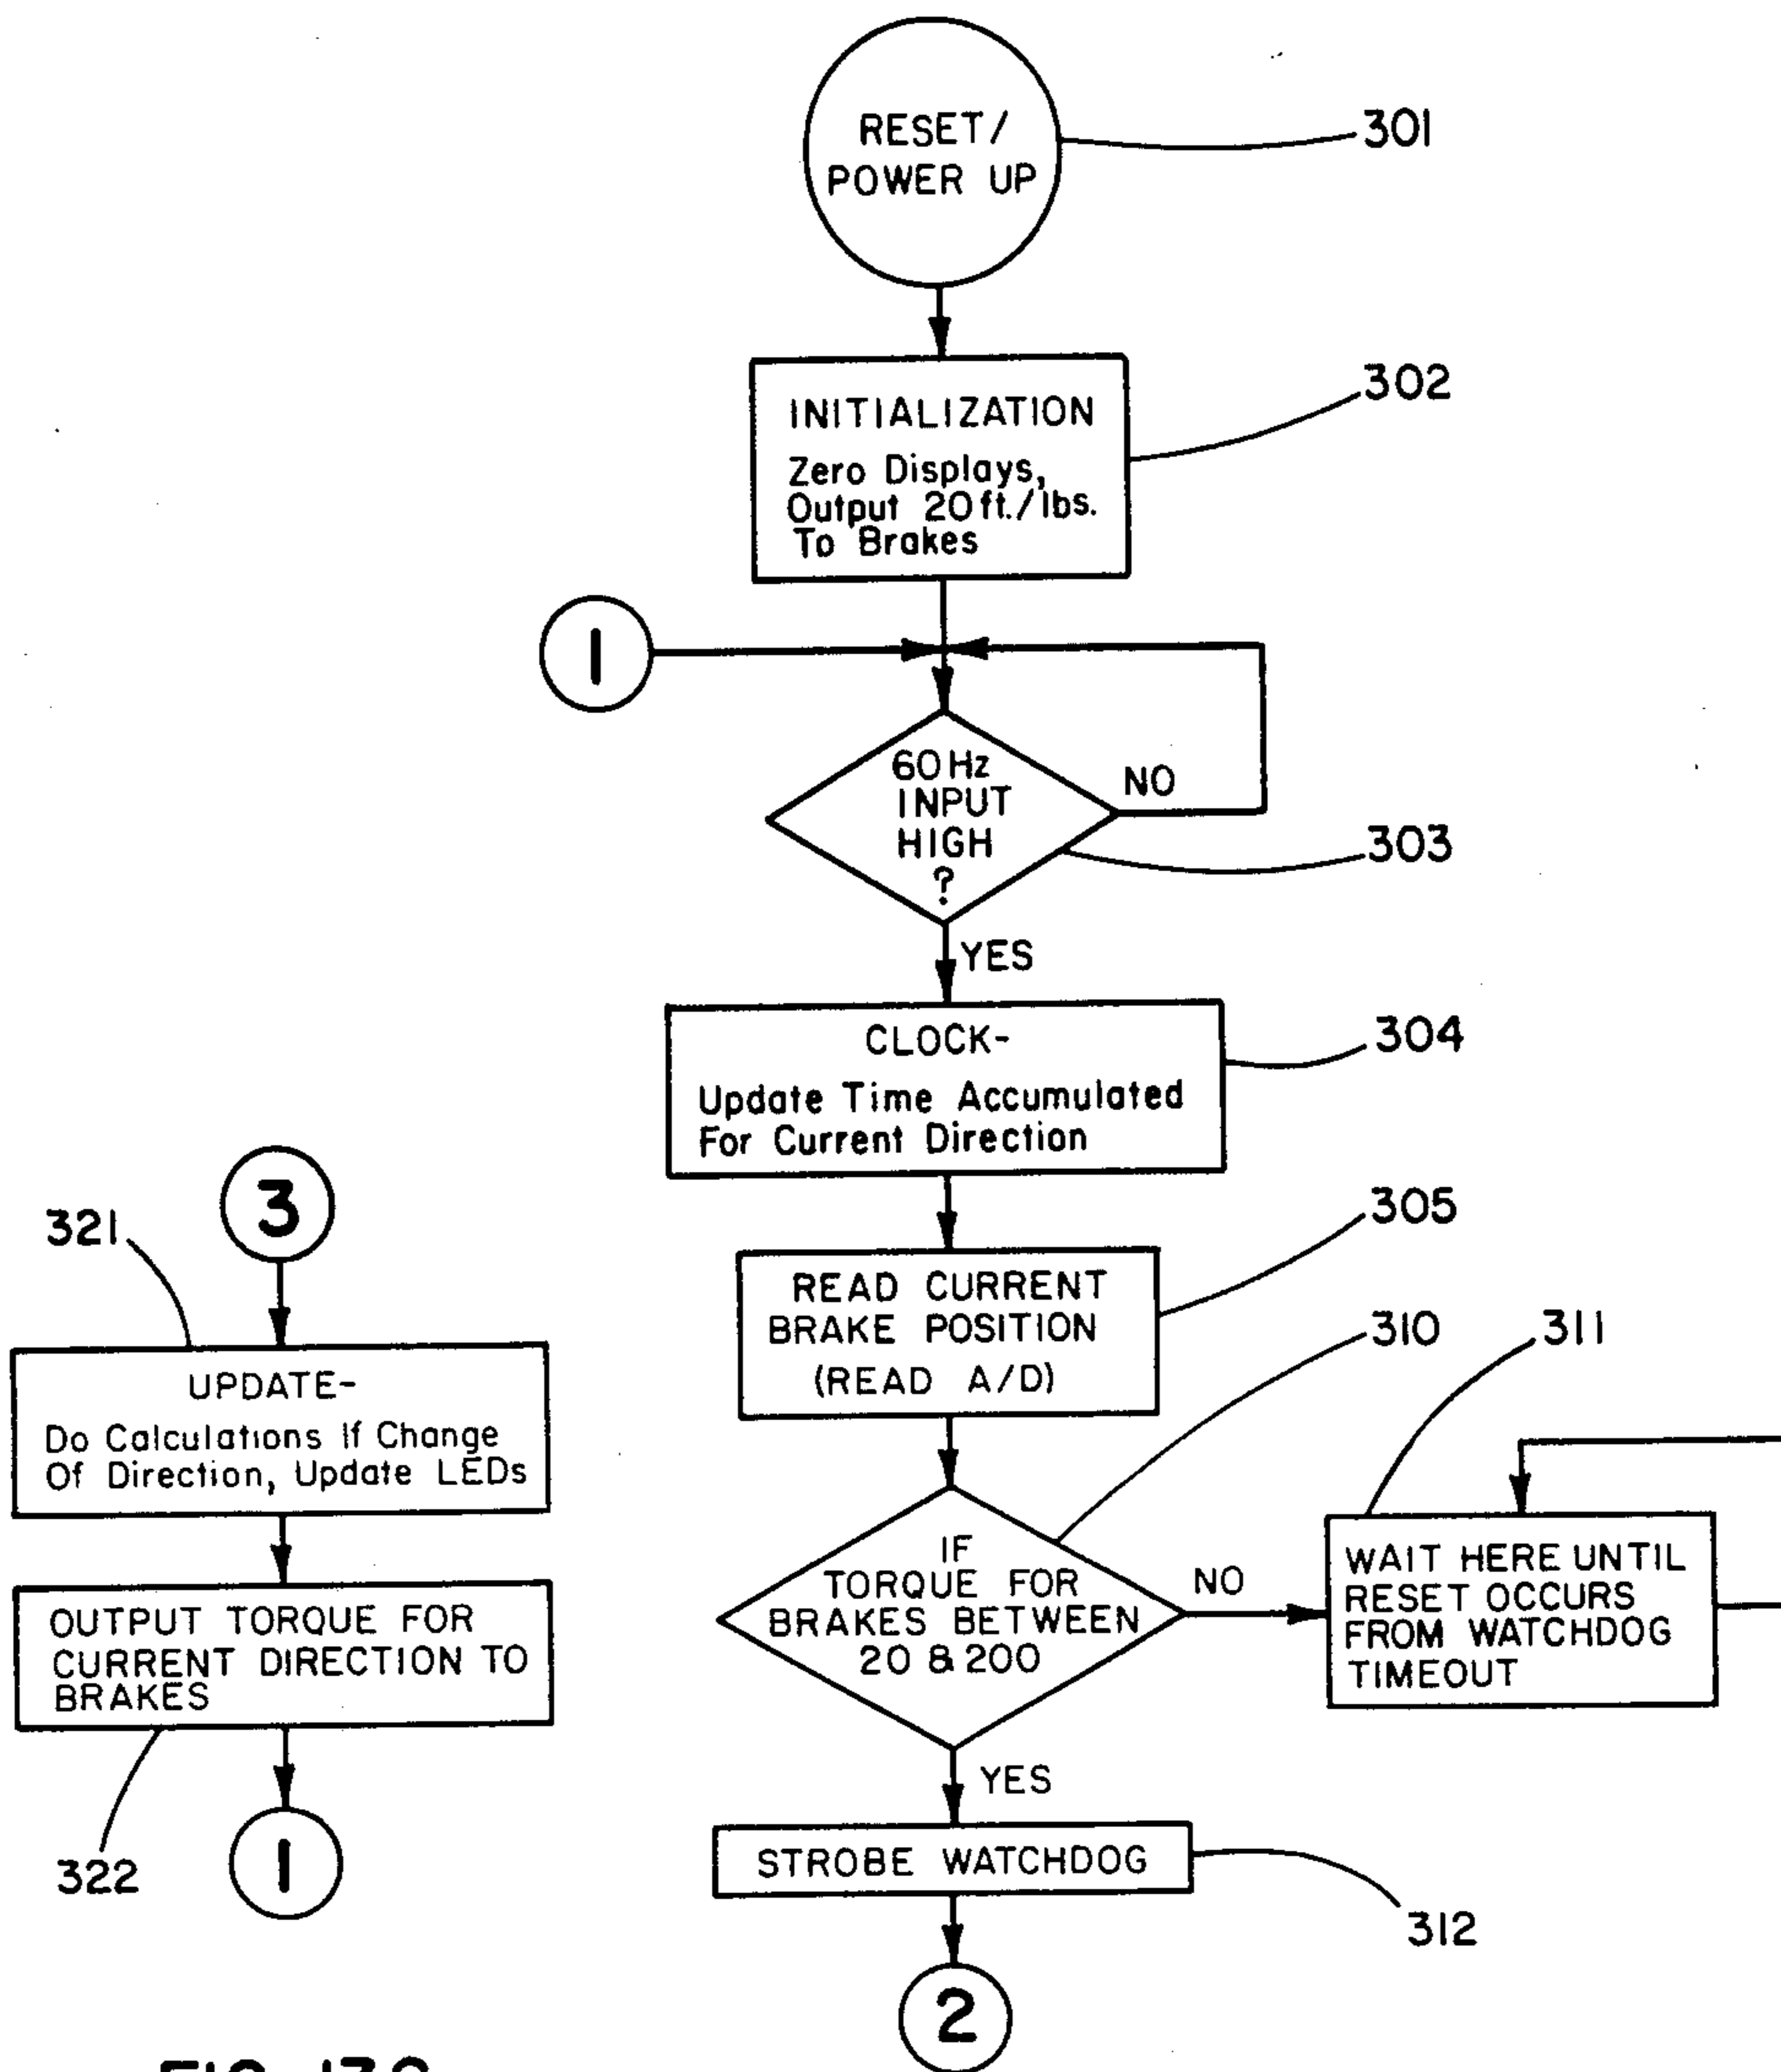 RESET/
POWER UP
301
INITIALIZATION
Zero Displays,
Output 20 ft./lbs.
To Brakes
302
1
60 Hz
INPUT
HIGH
?
NO
303
YES
CLOCK-
Update Time Accumulated
For Current Direction
304
READ CURRENT
BRAKE POSITION
(READ A/D)
305
IF
TORQUE FOR
BRAKES BETWEEN
20 & 200
310
NO
WAIT HERE UNTIL
RESET OCCURS
FROM WATCHDOG
TIMEOUT
311
YES
STROBE WATCHDOG
312
2
3
321
UPDATE-
Do Calculations If Change
Of Direction, Update LEDs
OUTPUT TORQUE FOR
CURRENT DIRECTION TO
BRAKES
322
1